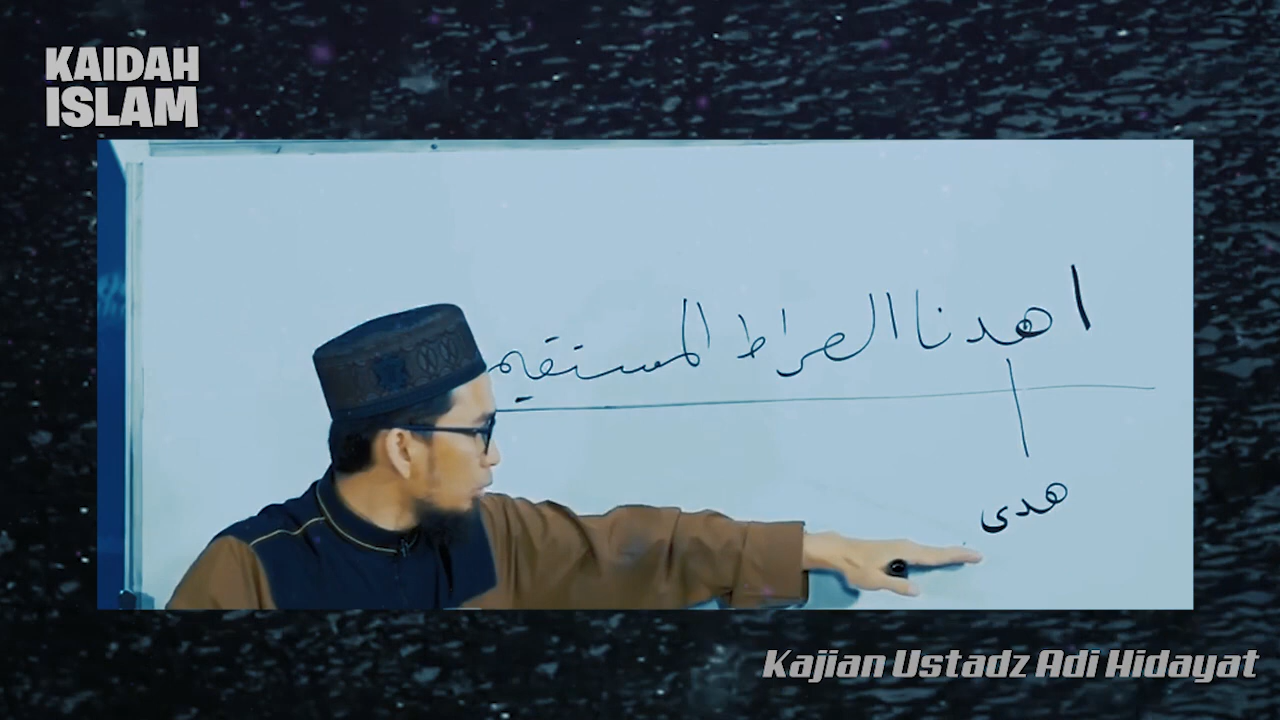 KAIDAH
ISLAM
اهدنا الصراط المستقيم
هدى
Kajian Ustadz Adi Hidayat